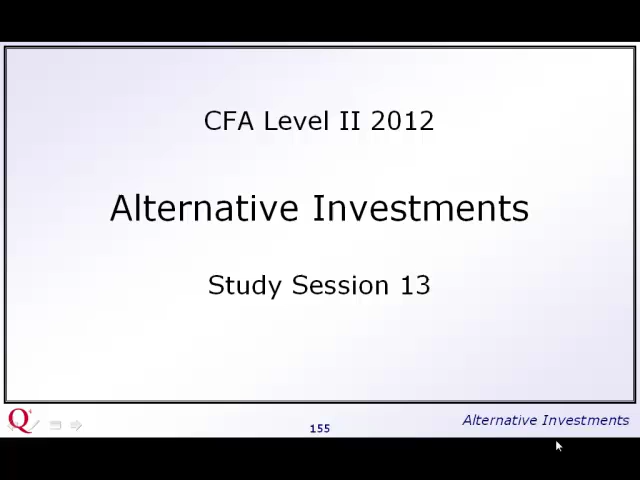 CFA Level II 2012
Alternative Investments
Study Session 13
Q
155
Alternative Investments